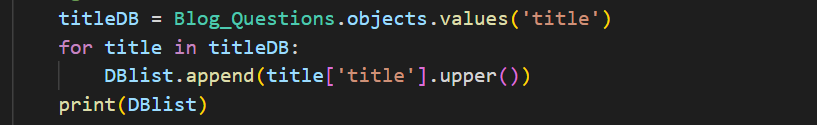 titleDB = Blog_Questions.objects.values('title')
for title in titleDB:
    DBlist.append(title['title'].upper())
print(DBlist)